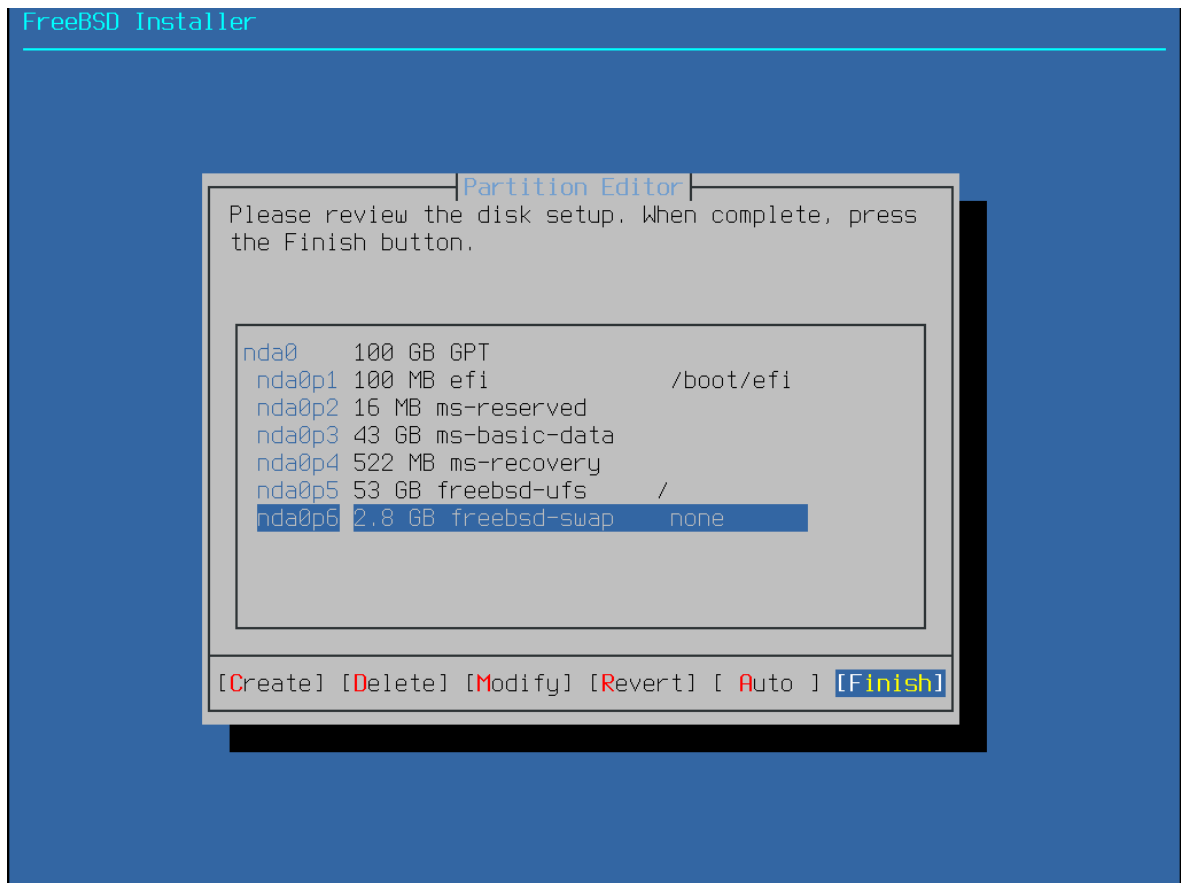 FreeBSD Installer
Partition Editor
Please review the disk setup. When complete, press
the Finish button.
nda0 100 GB GPT
nda0p1 100 MB efi /boot/efi
nda0p2 16 MB ms-reserved
nda0p3 43 GB ms-basic-data
nda0p4 522 MB ms-recovery
nda0p5 53 GB freebsd-ufs /
nda0p6 2.8 GB freebsd-swap none
[Create] [Delete] [Modify] [Revert] [ Auto ] [Finish]